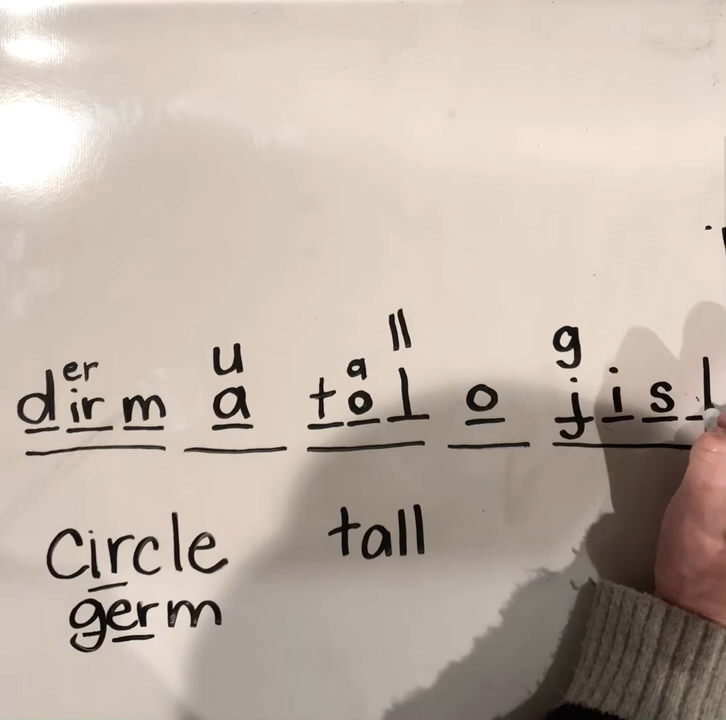 er u a ll g
dirm a tol o jisl
circle tall
germ